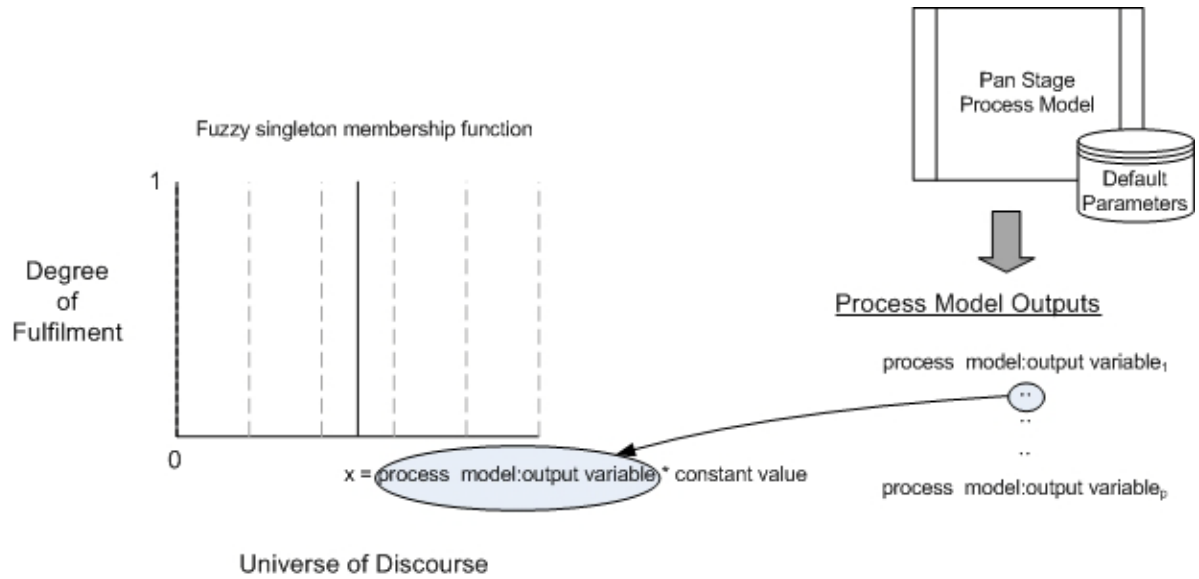 Pan Stage
Process Model
Default
Parameters
Fuzzy singleton membership function
1
Degree
of
Fulfilment
0
x = process model:output variable * constant value
Universe of Discourse
Process Model Outputs
process model:output variable₁
..
..
..
process model:output variableₚ